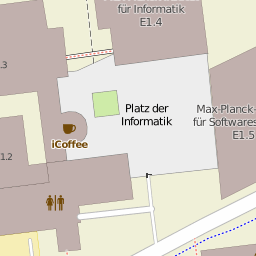 für Informatik
E1.4
.3
Platz der
Informatik
Max-Planck-
für Softwares
E1.5
iCoffee
1.2